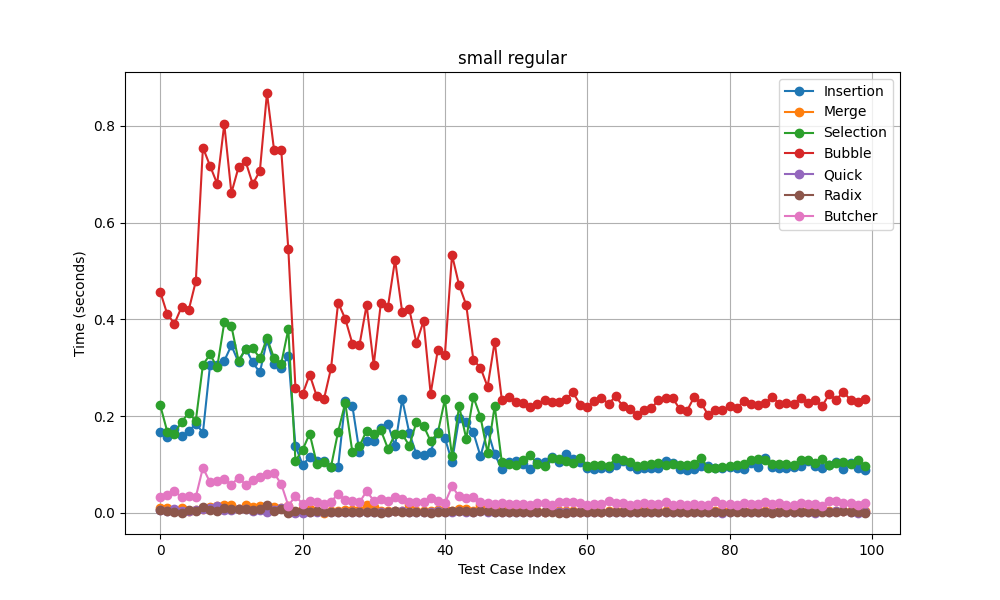 small regular
Time (seconds)
0.8
0.6
0.4
0.2
0.0
0 20 40 60 80 100
Test Case Index
Insertion
Merge
Selection
Bubble
Quick
Radix
Butcher